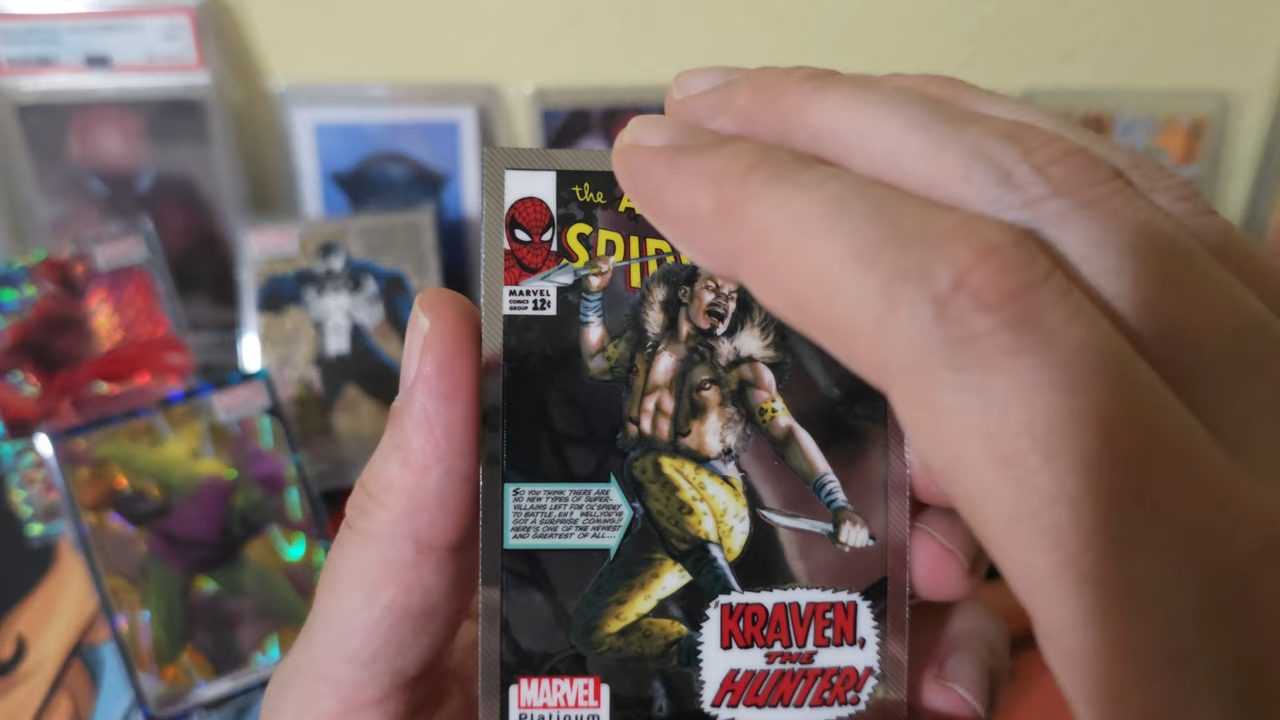 the A
SPID
MARVEL
COMICS
GROUP 12¢
SO YOU THINK THERE ARE
NO NEW TYPES OF SUPER-
VILLAINS LEFT FOR OL' SPIDEY
TO BATTLE, EH? WELL, YOU'VE
GOT A SURPRISE COMING!!
HERE'S ONE OF THE NEWEST
AND GREATEST OF ALL...
"KRAVEN,
THE
HUNTER!
MARVEL
Platinum